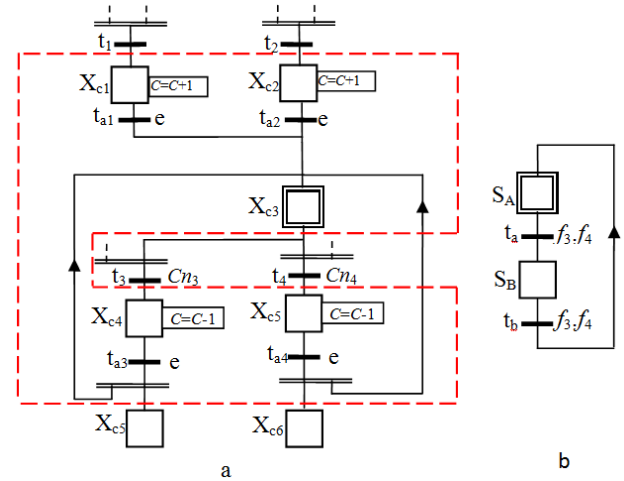 t1 t2
Xc1 C=C+1 Xc2 C=C+1
ta1 e ta2 e
Xc3
SA
ta f3.f4
t3 Cn3 t4 Cn4
SB
Xc4 C=C-1 Xc5 C=C-1
tb f3.f4
ta3 e ta4 e
Xc5 Xc6
a b